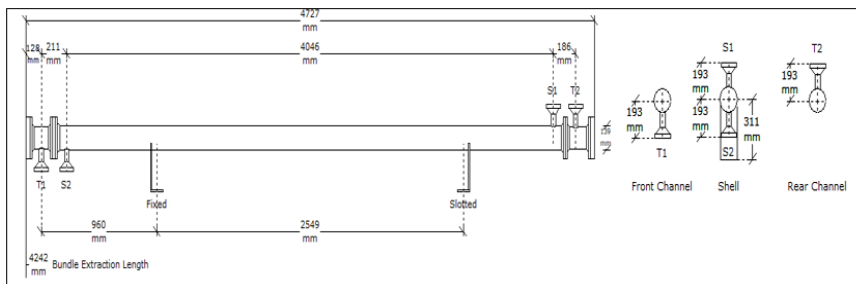 4727
mm
128
mm
211
mm
4046
mm
186
mm
S1
T2
T1
S2
mm
Fixed
Slotted
960
mm
2549
mm
4242
mm
Bundle Extraction Length
193
mm
T1
Front Channel
S1
193
mm
193
mm
311
mm
S2
Shell
T2
193
mm
Rear Channel